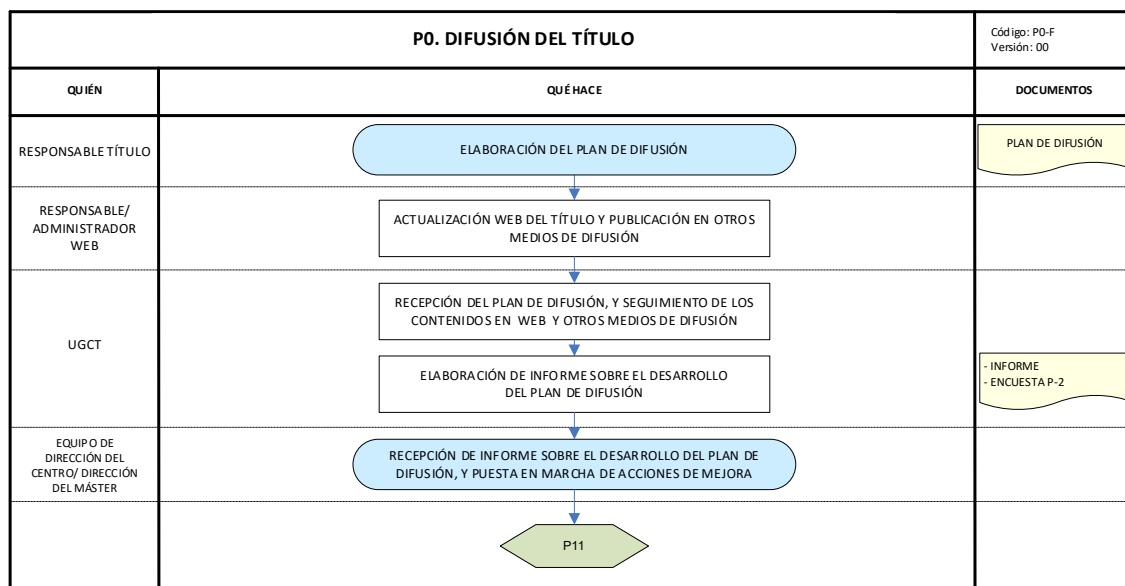 P0. DIFUSIÓN DEL TÍTULO
Código: P0-F
Versión: 00
QUIÉN
QUÉ HACE
DOCUMENTOS
RESPONSABLE TÍTULO
ELABORACIÓN DEL PLAN DE DIFUSIÓN
PLAN DE DIFUSIÓN
RESPONSABLE/
ADMINISTRADOR
WEB
ACTUALIZACIÓN WEB DEL TÍTULO Y PUBLICACIÓN EN OTROS
MEDIOS DE DIFUSIÓN
UGCT
RECEPCIÓN DEL PLAN DE DIFUSIÓN, Y SEGUIMIENTO DE LOS
CONTENIDOS EN WEB Y OTROS MEDIOS DE DIFUSIÓN
ELABORACIÓN DE INFORME SOBRE EL DESARROLLO
DEL PLAN DE DIFUSIÓN
- INFORME
- ENCUESTA P-2
EQUIPO DE
DIRECCIÓN DEL
CENTRO/ DIRECCIÓN
DEL MÁSTER
RECEPCIÓN DE INFORME SOBRE EL DESARROLLO DEL PLAN DE
DIFUSIÓN, Y PUESTA EN MARCHA DE ACCIONES DE MEJORA
P11